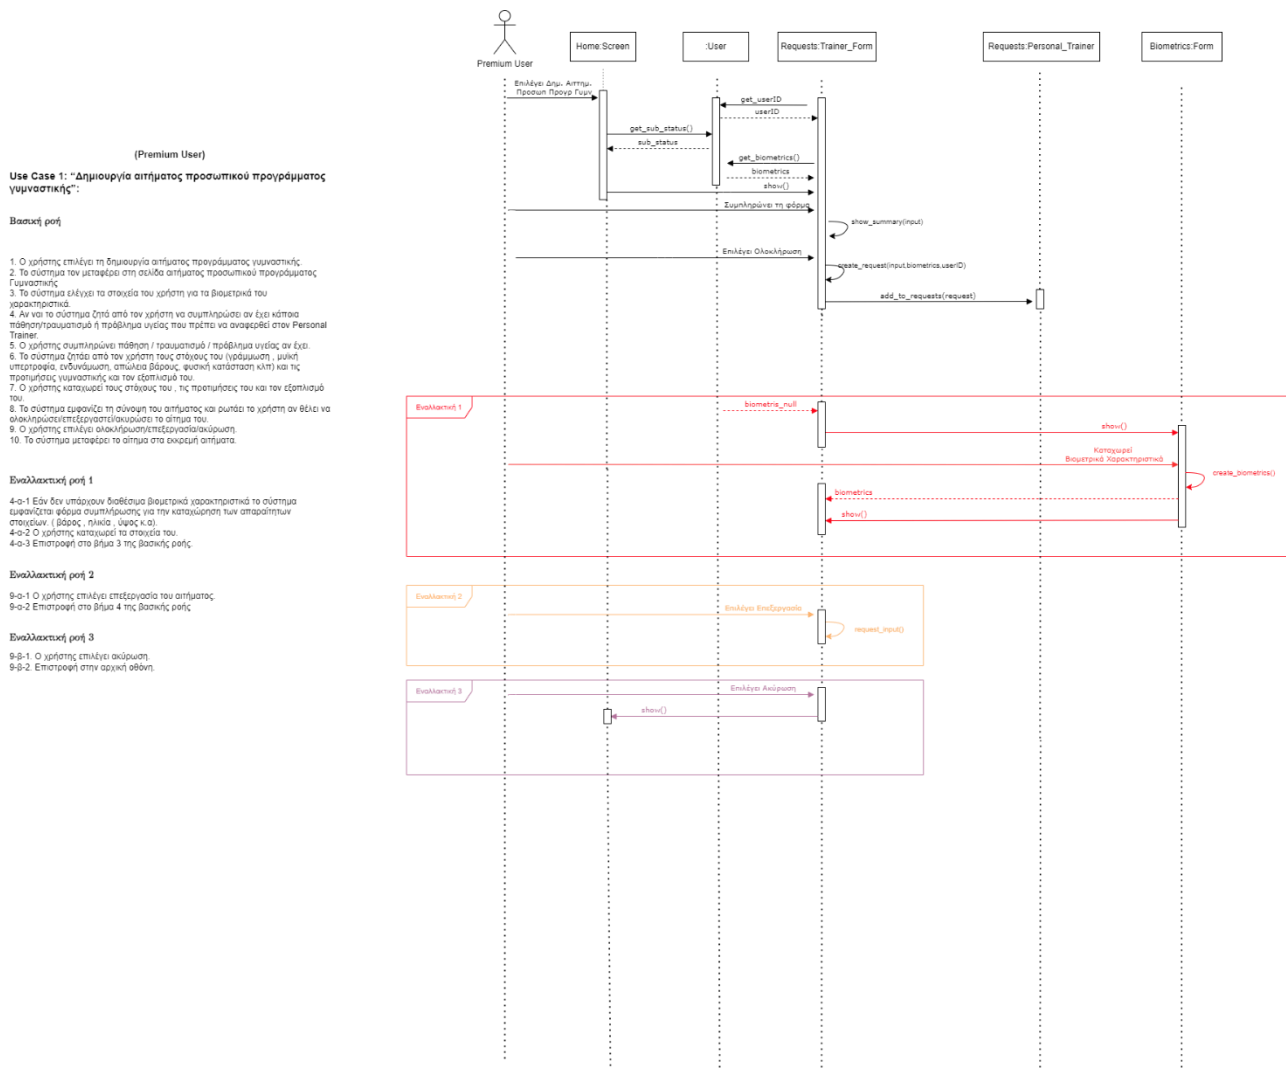 (Premium User)
Use Case 1: “Δημιουργία αιτήματος προσωπικού προγράμματος
γυμναστικής”:
Βασική ροή
1. Ο χρήστης επιλέγει τη δημιουργία αιτήματος προγράμματος γυμναστικής.
2. Το σύστημα τον μεταφέρει στη σελίδα αιτήματος προσωπικού προγράμματος
Γυμναστικής
3. Το σύστημα ελέγχει τα στοιχεία του χρήστη για τα βιομετρικά του
χαρακτηριστικά.
4. Αν ναι το σύστημα ζητά από τον χρήστη να συμπληρώσει αν έχει κάποια
πάθηση/τραυματισμό ή πρόβλημα υγείας που πρέπει να αναφερθεί στον Personal
Trainer.
5. Ο χρήστης συμπληρώνει πάθηση / τραυματισμό / πρόβλημα υγείας αν έχει.
6. Το σύστημα ζητάει από τον χρήστη τους στόχους του (γράμμωση , μυϊκή
υπερτροφία, ενδυνάμωση, απώλεια βάρους, φυσική κατάσταση κλπ) και τις
προτιμήσεις γυμναστικής και τον εξοπλισμό του.
7. Ο χρήστης καταχωρεί τους στόχους του , τις προτιμήσεις του και τον εξοπλισμό
του.
8. Το σύστημα εμφανίζει τη σύνοψη του αιτήματος και ρωτάει το χρήστη αν θέλει να
ολοκληρώσει/επεξεργαστεί/ακυρώσει το αίτημα του.
9. Ο χρήστης επιλέγει ολοκλήρωση/επεξεργασία/ακύρωση.
10. Το σύστημα μεταφέρει το αίτημα στα εκκρεμή αιτήματα.
Εναλλακτική ροή 1
4-α-1 Εάν δεν υπάρχουν διαθέσιμα βιομετρικά χαρακτηριστικά το σύστημα
εμφανίζεται φόρμα συμπλήρωσης για την καταχώρηση των απαραίτητων
στοιχείων. ( βάρος , ηλικία , ύψος κ.α).
4-α-2 Ο χρήστης καταχωρεί τα στοιχεία του.
4-α-3 Επιστροφή στο βήμα 3 της βασικής ροής.
Εναλλακτική ροή 2
9-α-1 Ο χρήστης επιλέγει επεξεργασία του αιτήματος.
9-α-2 Επιστροφή στο βήμα 4 της βασικής ροής
Εναλλακτική ροή 3
9-β-1. Ο χρήστης επιλέγει ακύρωση.
9-β-2. Επιστροφή στην αρχική οθόνη.
Premium User
Home:Screen
:User
Requests:Trainer_Form
Requests:Personal_Trainer
Biometrics:Form
Επιλέγει Δημ. Αιττημ.
Προσωπ Προγρ Γυμν
get_userID
userID
get_sub_status()
sub_status
get_biometrics()
biometrics
show()
Συμπληρώνει τη φόρμα
show_summary(input)
Επιλέγει Ολοκλήρωση
create_request(input,biometrics,userID)
add_to_requests(request)
Εναλλακτική 1
biometris_null
show()
Καταχωρεί
Βιομετρικά Χαρακτηριστικά
create_biometrics()
biometrics
show()
Εναλλακτική 2
Επιλέγει Επεξεργασία
request_input()
Εναλλακτική 3
Επιλέγει Ακύρωση
show()